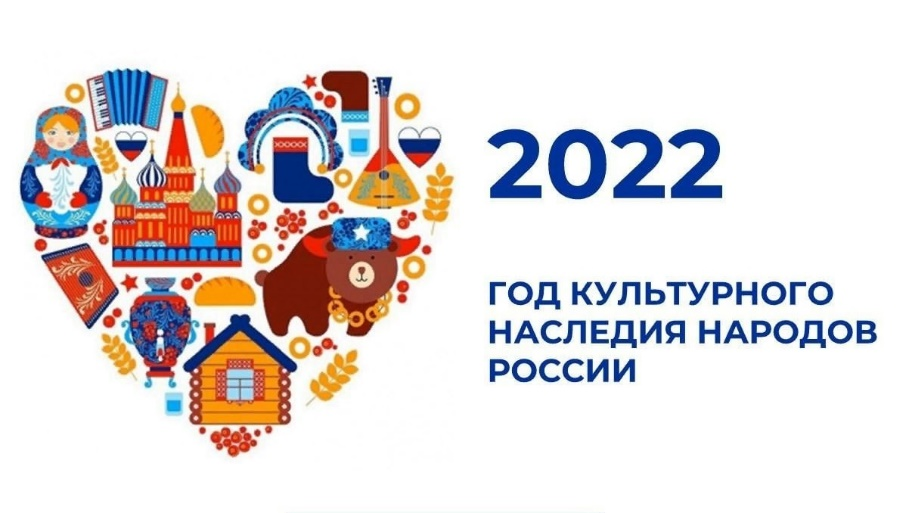 2022
ГОД КУЛЬТУРНОГО
НАСЛЕДИЯ НАРОДОВ
РОССИИ